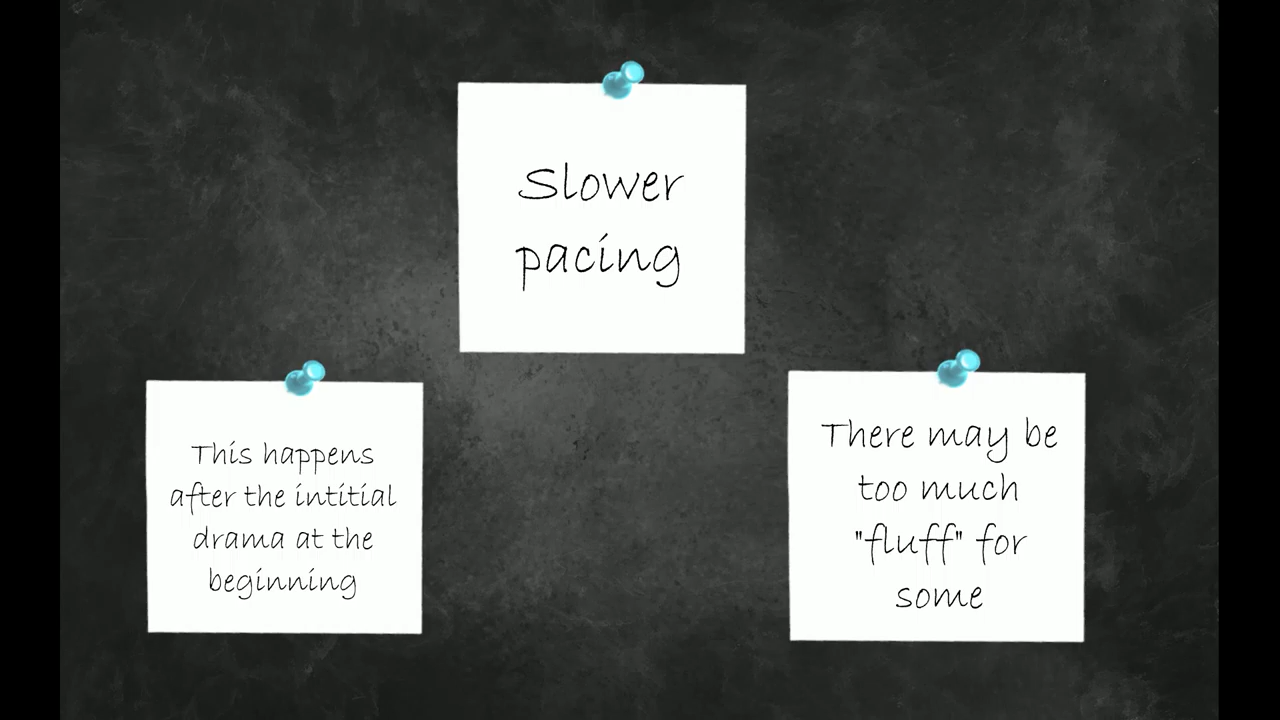 Slower
pacing
This happens
after the intitial
drama at the
beginning
There may be
too much
"fluff" for
some